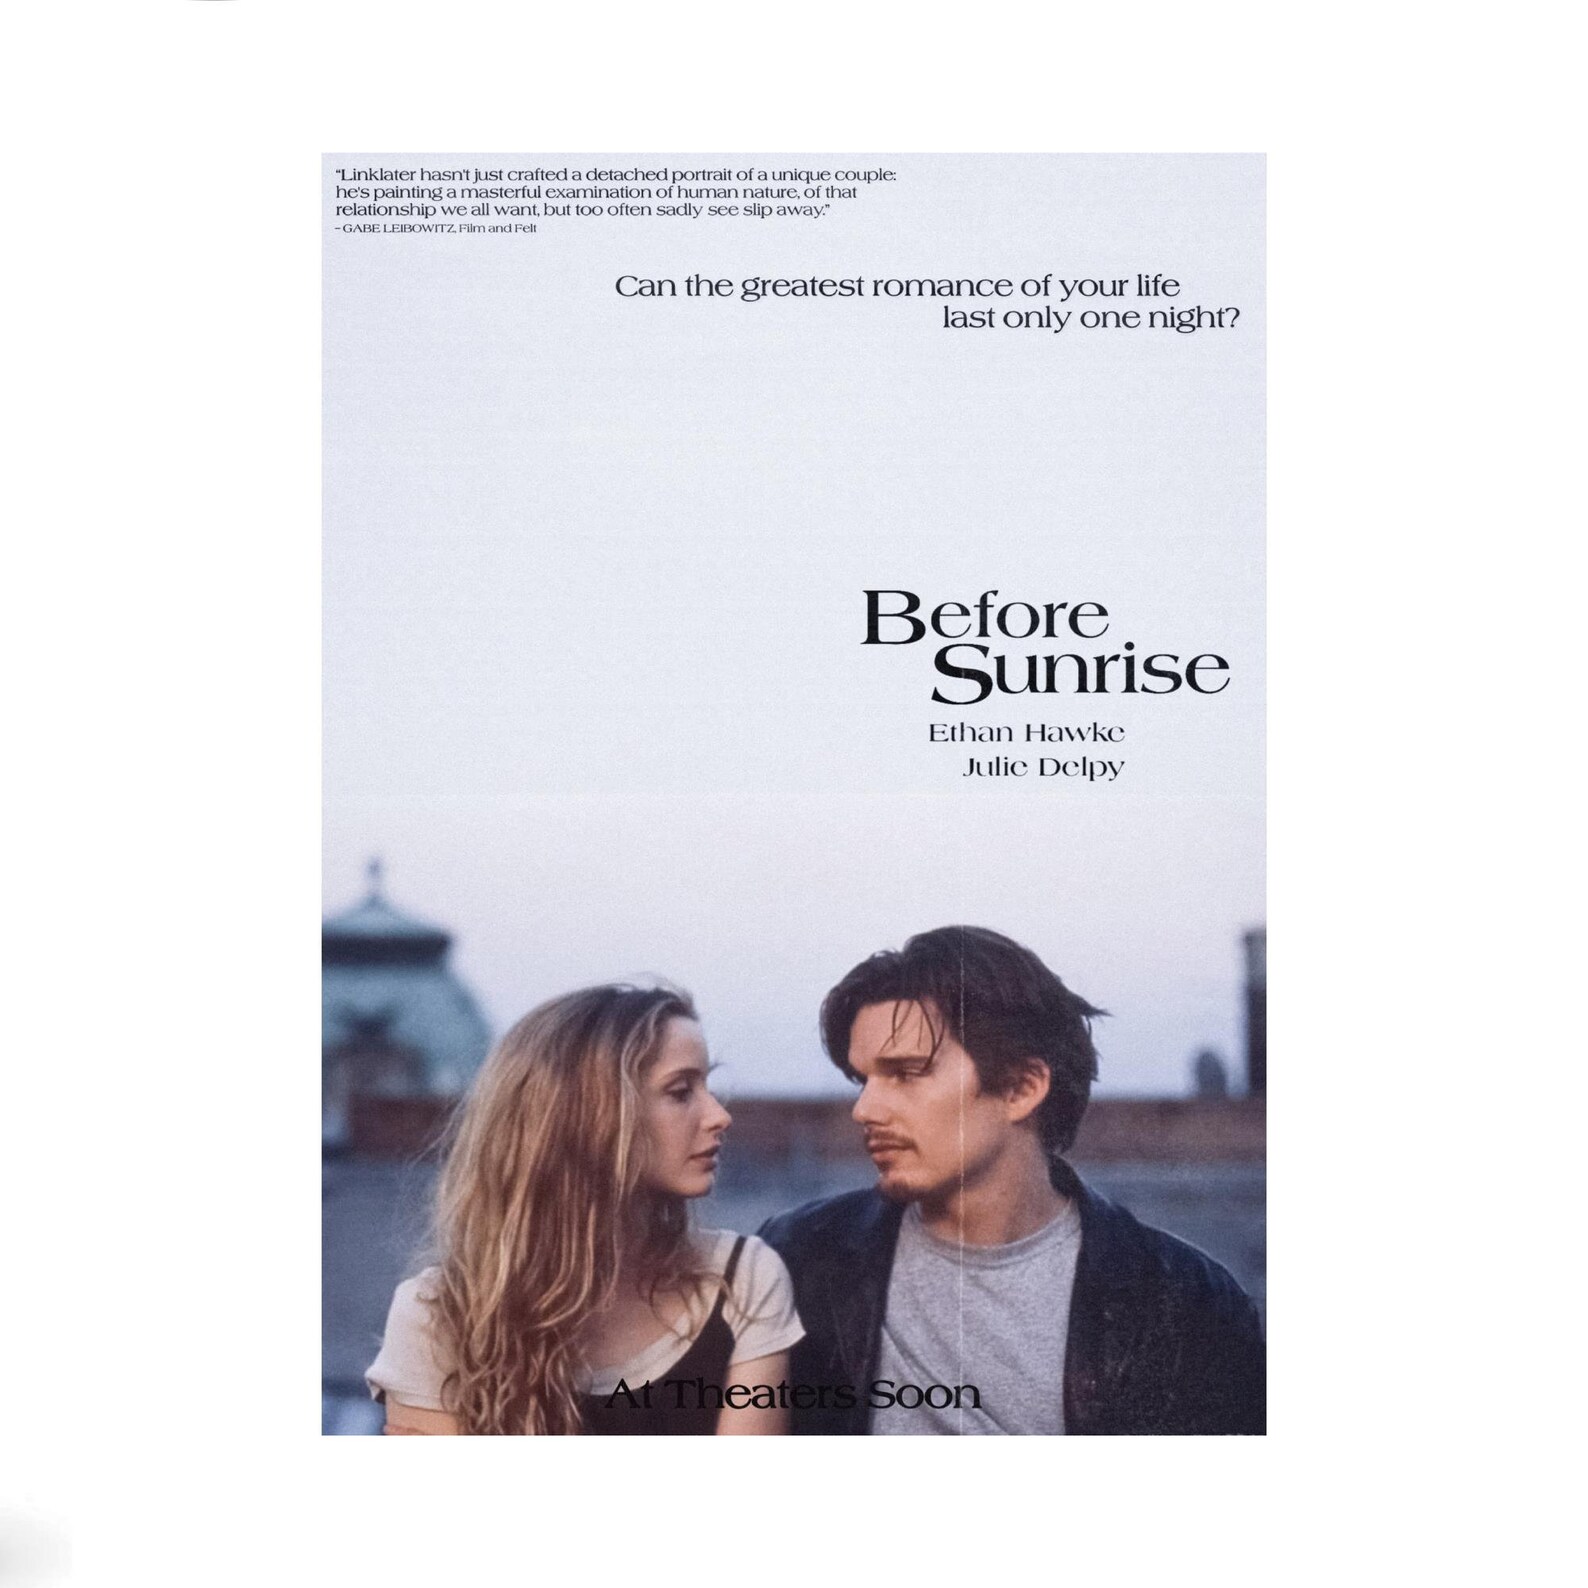 “Linklater hasn't just crafted a detached portrait of a unique couple:
he's painting a masterful examination of human nature, of that
relationship we all want, but too often sadly see slip away.”
- GABE LEIBOWITZ, Film and Felt
Can the greatest romance of your life
last only one night?
Before
Sunrise
Ethan Hawke
Julie Delpy
At Theaters Soon